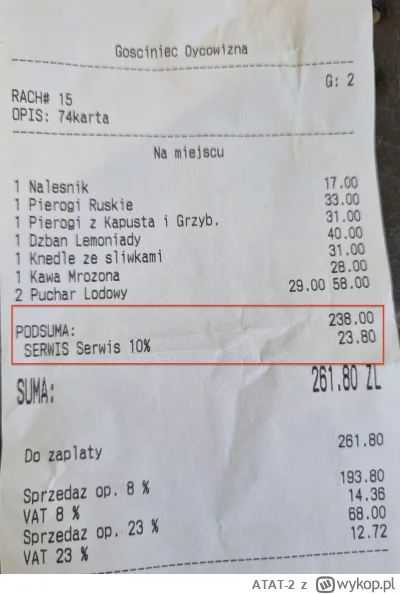 Gosciniec Oycowizna
G: 2
RACH# 15
OPIS: 74karta
Na miejscu
1 Nalesnik 17.00
1 Pierogi Ruskie 33.00
1 Pierogi z Kapusta i Grzyb. 31.00
1 Dzban Lemoniady 40.00
1 Knedle ze sliwkami 31.00
1 Kawa Mrozona 28.00
2 Puchar Lodowy 29.00 58.00
PODSUMA: 238.00
SERWIS Serwis 10% 23.80
SUMA: 261.80 ZL
Do zaplaty 261.80
Sprzedaz op. 8 % 193.80
VAT 8 % 14.36
Sprzedaz op. 23 % 68.00
VAT 23 % 12.72
ATAT-2 z wykop.pl